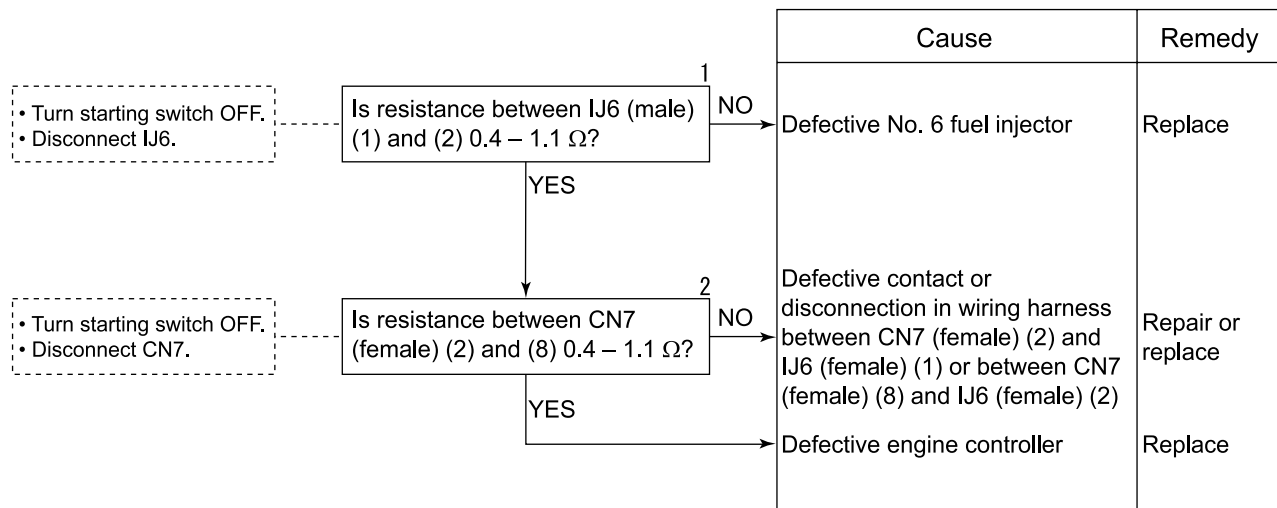 Cause
Remedy
• Turn starting switch OFF.
• Disconnect IJ6.
1
Is resistance between IJ6 (male)
(1) and (2) 0.4 – 1.1 Ω?
NO
Defective No. 6 fuel injector
Replace
YES
• Turn starting switch OFF.
• Disconnect CN7.
2
Is resistance between CN7
(female) (2) and (8) 0.4 – 1.1 Ω?
NO
Defective contact or
disconnection in wiring harness
between CN7 (female) (2) and
IJ6 (female) (1) or between CN7
(female) (8) and IJ6 (female) (2)
Repair or
replace
YES
Defective engine controller
Replace